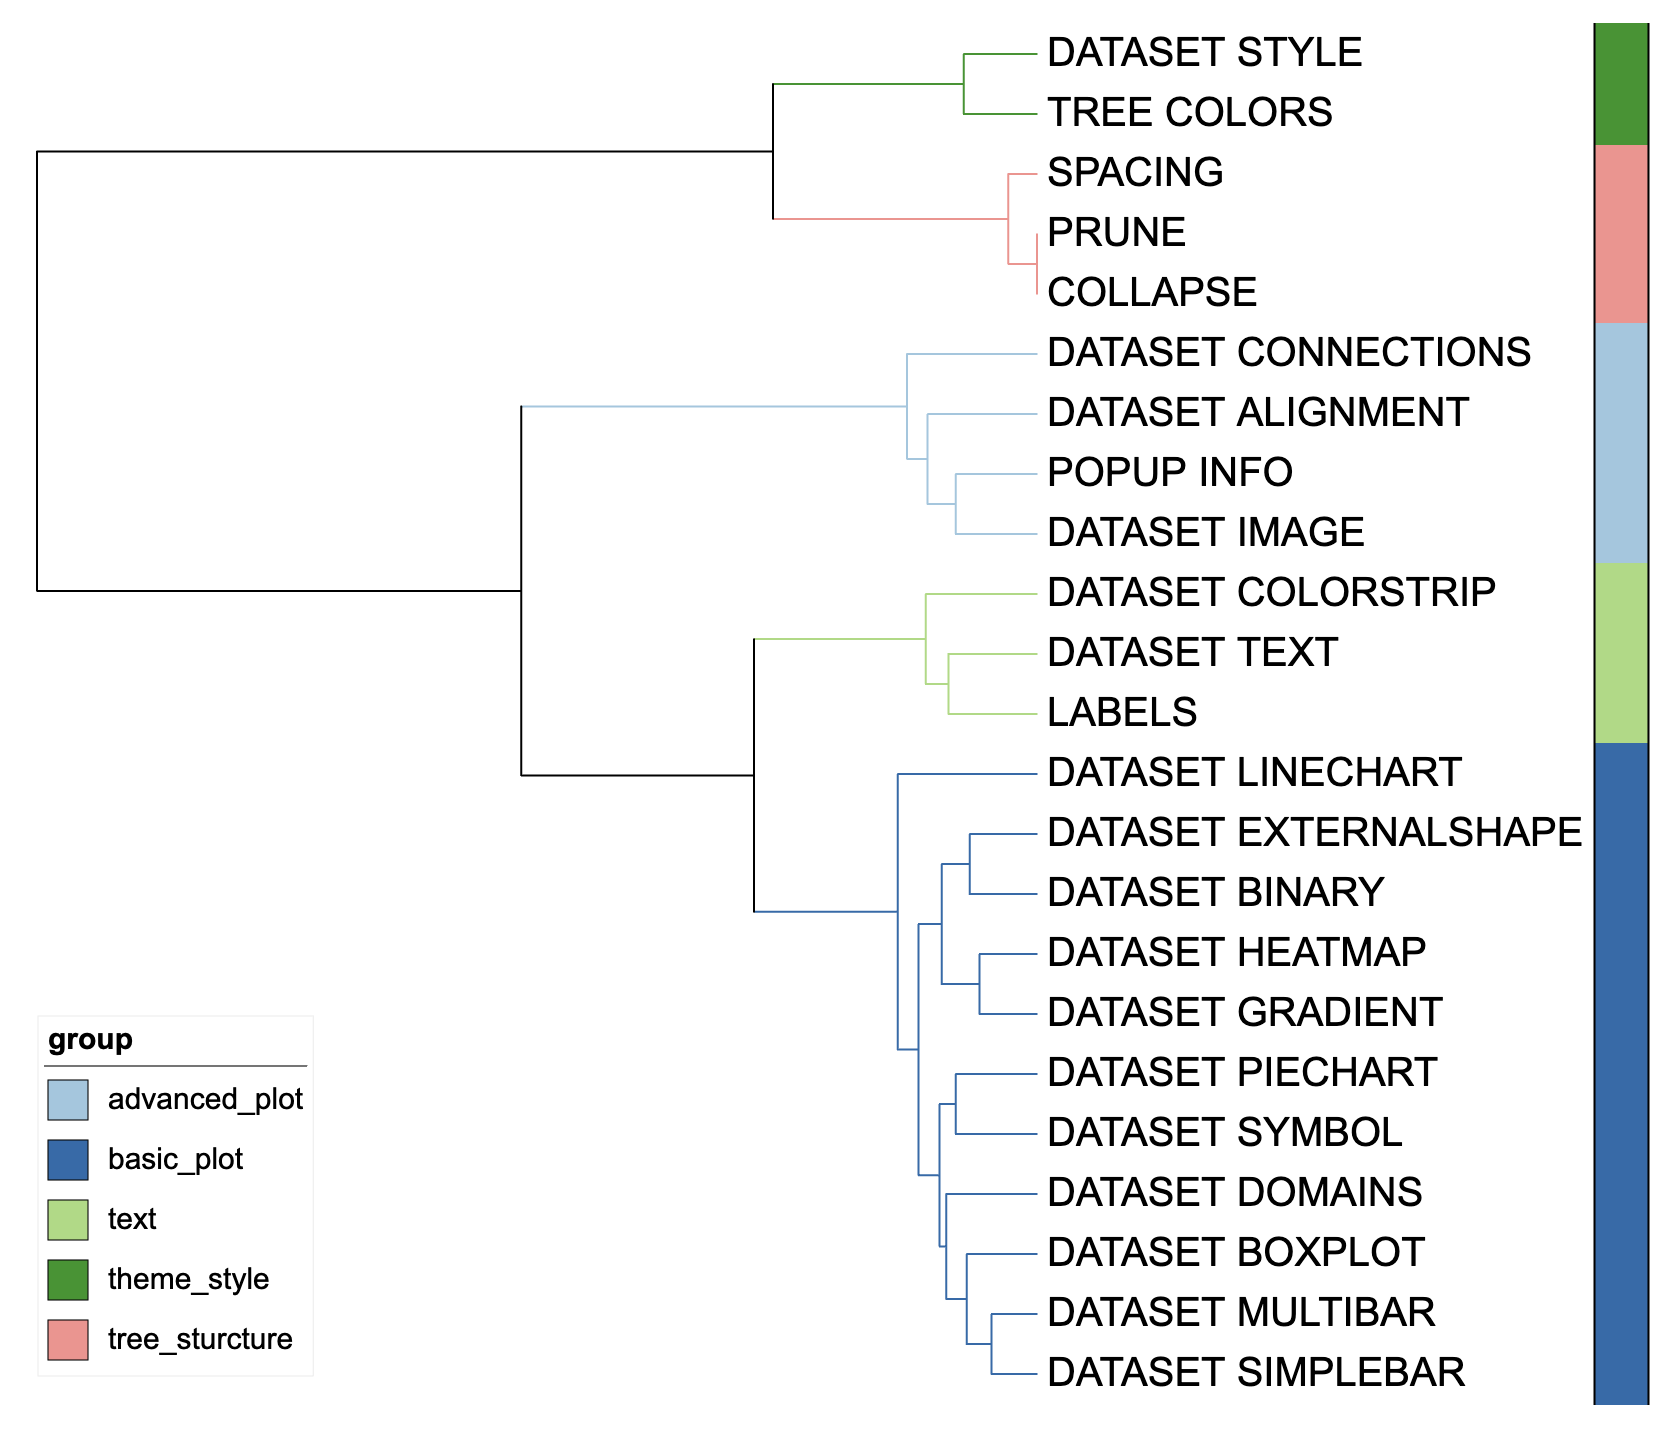 DATASET STYLE
TREE COLORS
SPACING
PRUNE
COLLAPSE
DATASET CONNECTIONS
DATASET ALIGNMENT
POPUP INFO
DATASET IMAGE
DATASET COLORSTRIP
DATASET TEXT
LABELS
DATASET LINECHART
DATASET EXTERNALSHAPE
DATASET BINARY
DATASET HEATMAP
DATASET GRADIENT
DATASET PIECHART
DATASET SYMBOL
DATASET DOMAINS
DATASET BOXPLOT
DATASET MULTIBAR
DATASET SIMPLEBAR
group
advanced_plot
basic_plot
text
theme_style
tree_sturcture